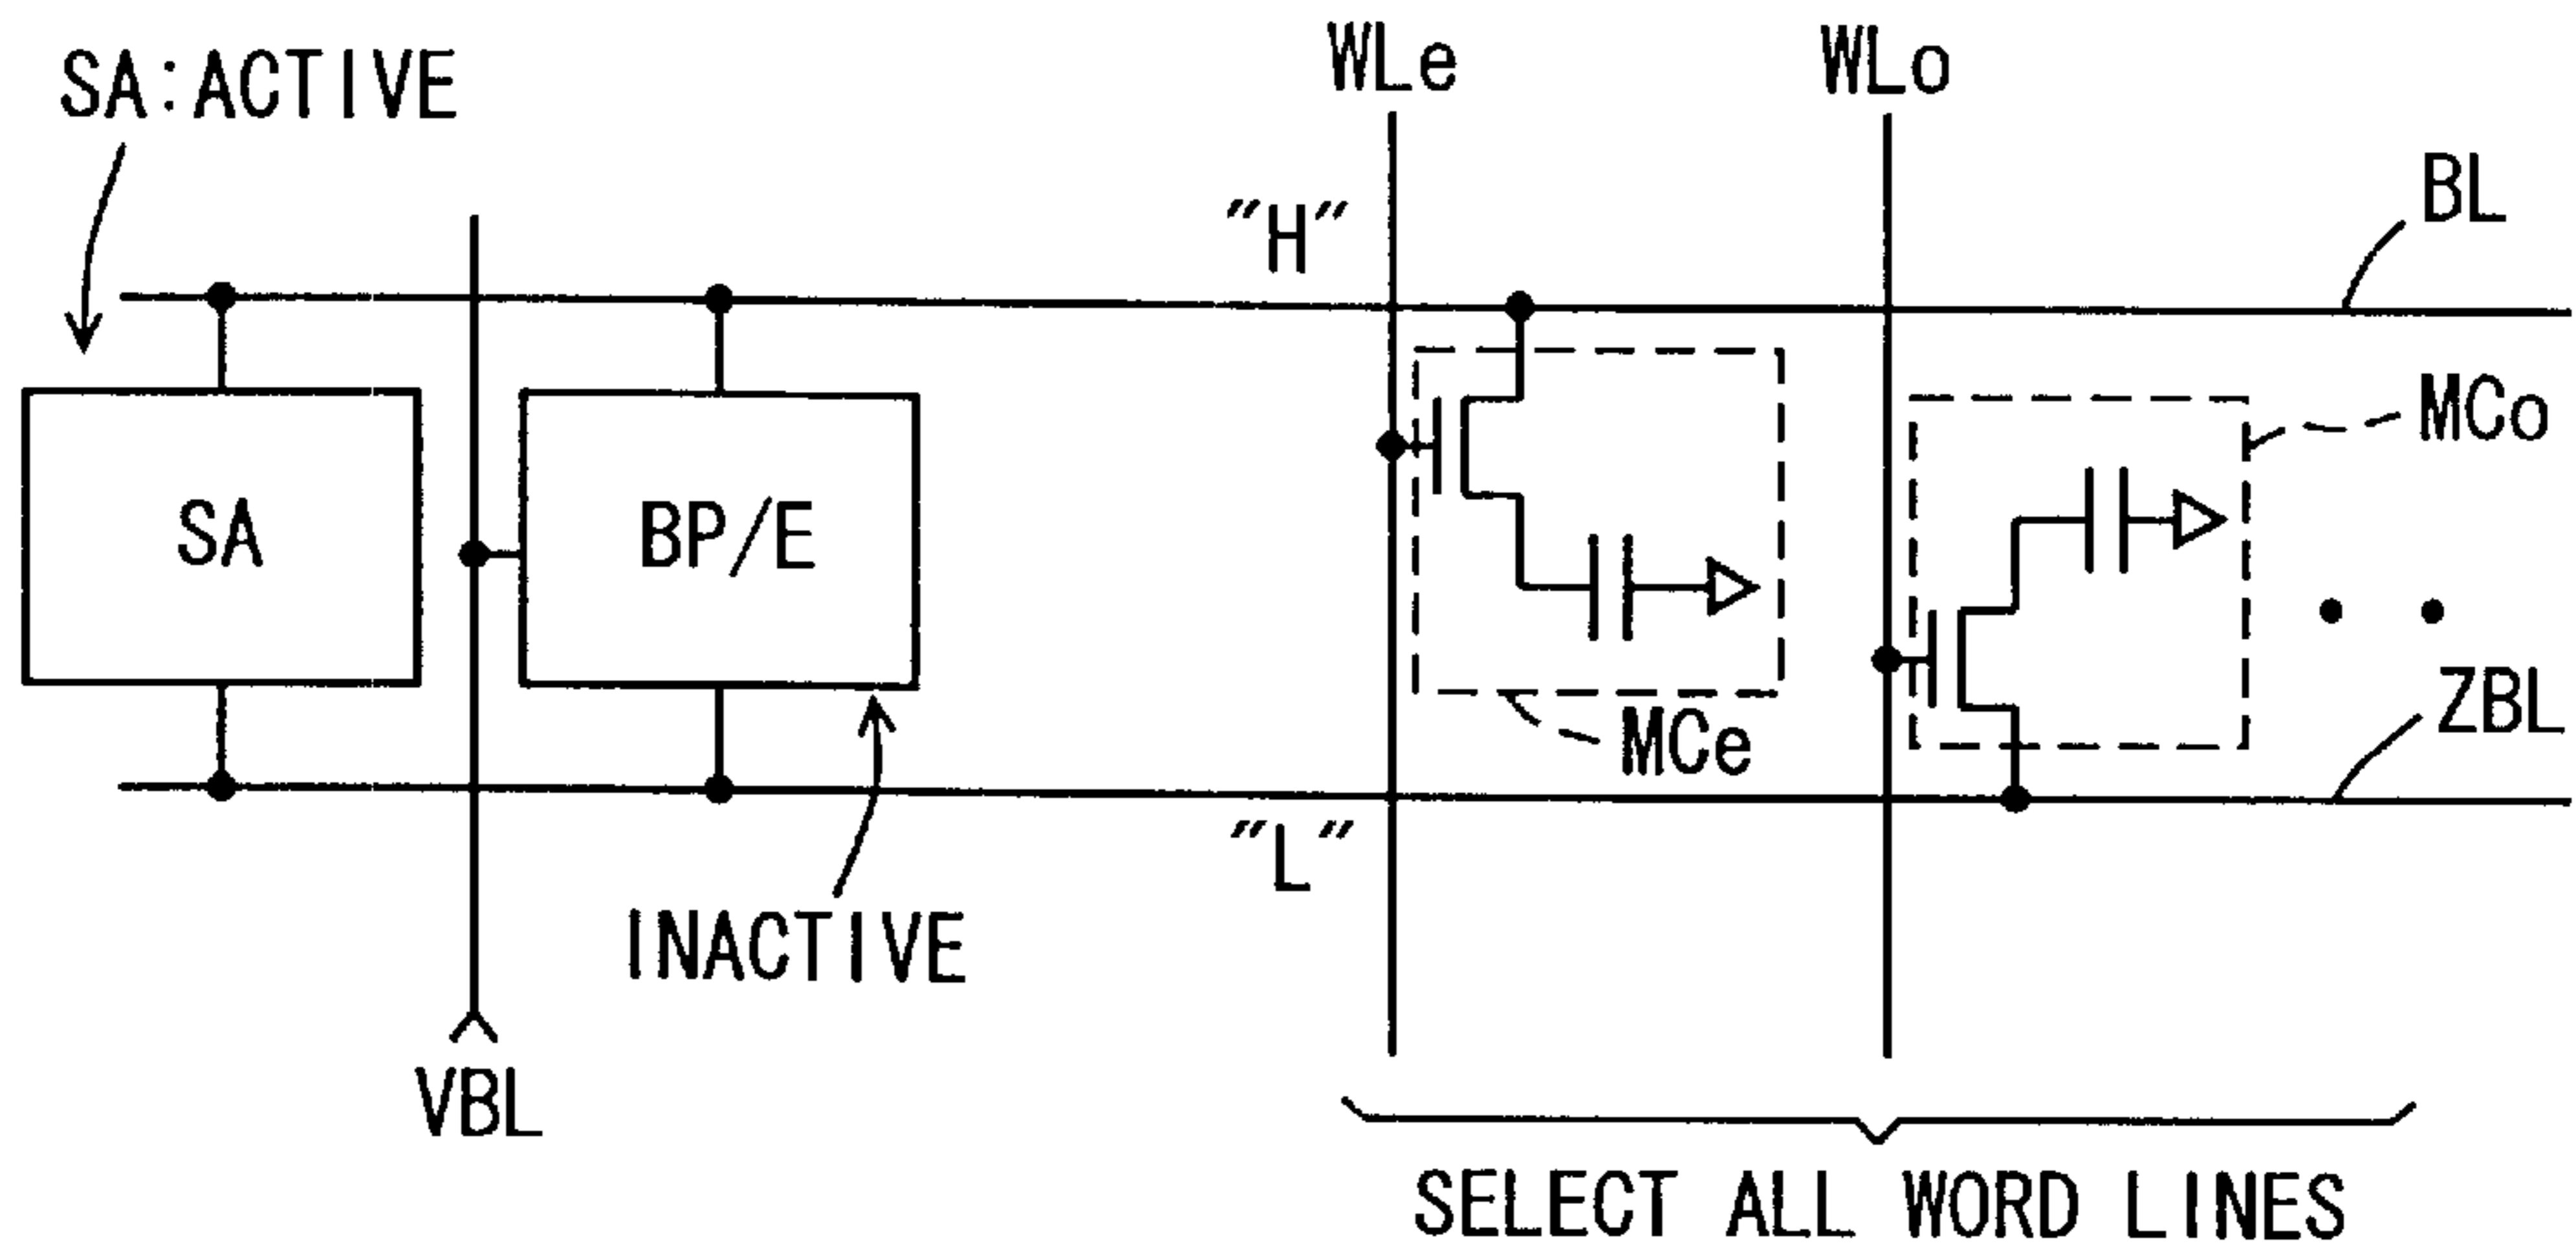 WLe
WLo
SA:ACTIVE
BL
"H"
MCo
SA
BP/E
ZBL
MCe
"L"
INACTIVE
VBL
SELECT ALL WORD LINES